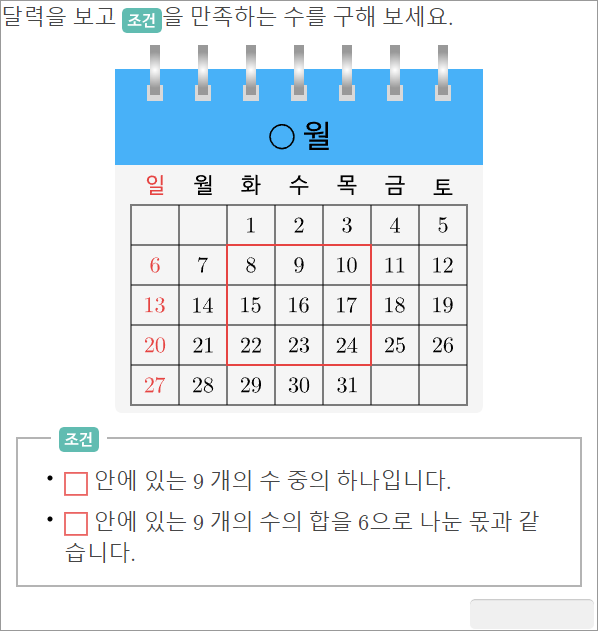 달력을 보고 조건을 만족하는 수를 구해 보세요.
○월
일 월 화 수 목 금 토
1 2 3 4 5
6 7 8 9 10 11 12
13 14 15 16 17 18 19
20 21 22 23 24 25 26
27 28 29 30 31
조건
• □ 안에 있는 9 개의 수 중의 하나입니다.
• □ 안에 있는 9 개의 수의 합을 6으로 나눈 몫과 같
습니다.